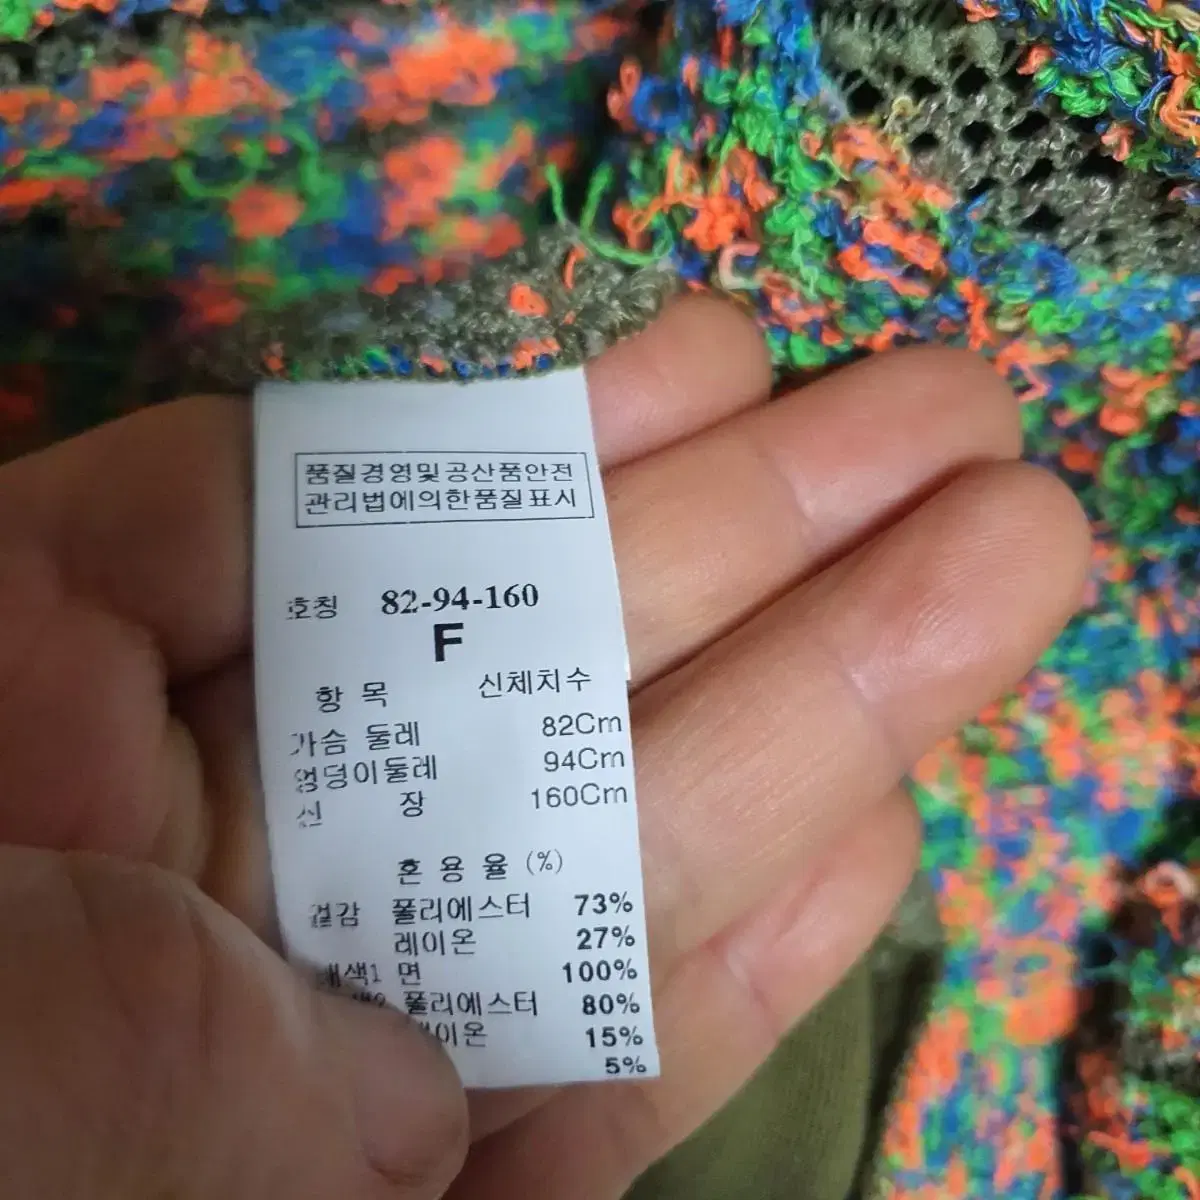 품질경영및공산품안전
관리법에의한품질표시
호칭 82-94-160
F
항 목 신체치수
가슴 둘레 82Cm
엉덩이둘레 94Cm
신 장 160Cm
혼 용 율 (%)
겉감 폴리에스터 73%
레이온 27%
배색1 면 100%
폴리에스터 80%
레이온 15%
5%